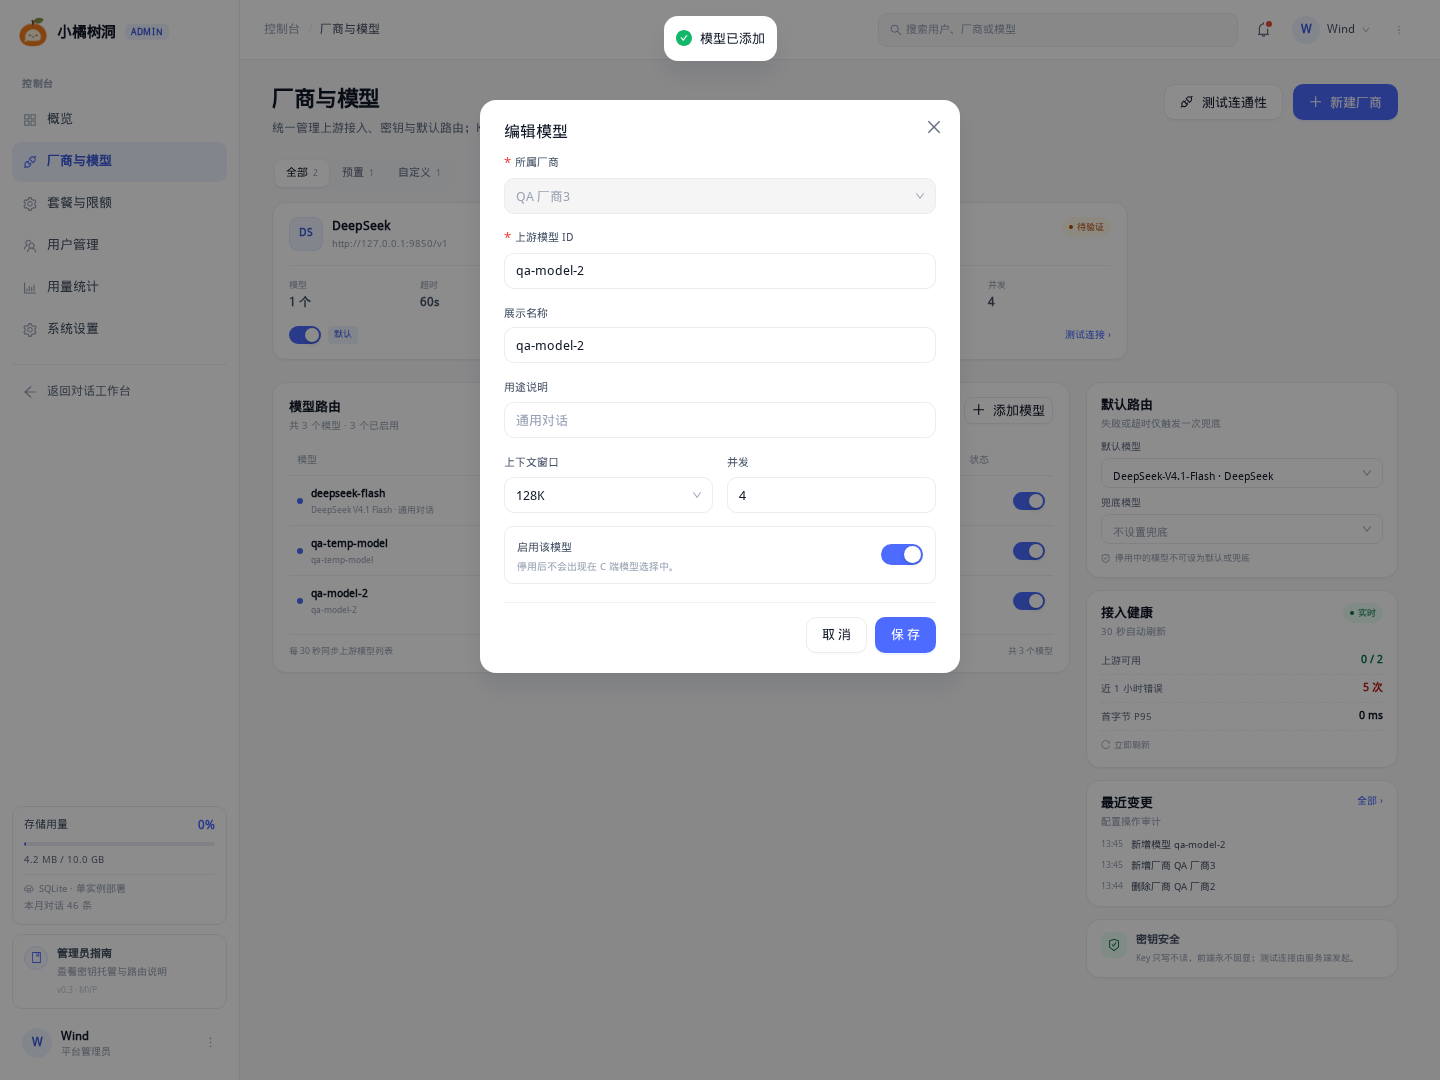 小橘树洞 ADMIN
控制台
概览
厂商与模型
套餐与限额
用户管理
用量统计
系统设置
返回对话工作台
存储用量 0%
4.2 MB / 10.0 GB
SQLite · 单实例部署
本月对话 46 条
管理员指南
查看密钥托管与路由说明
v0.3 · MVP
W Wind
平台管理员
控制台 / 厂商与模型
模型已添加
搜索用户、厂商或模型
W Wind
厂商与模型
统一管理上游接入、密钥与默认路由；K
测试连通性
新建厂商
全部 2 预置 1 自定义 1
DS DeepSeek
http://127.0.0.1:9850/v1
待验证
模型 超时 并发
1 个 60s 4
默认
测试连接 ›
模型路由
共 3 个模型 · 3 个已启用
添加模型
模型 状态
deepseek-flash
DeepSeek V4.1 Flash · 通用对话
qa-temp-model
qa-temp-model
qa-model-2
qa-model-2
每 30 秒同步上游模型列表 共 3 个模型
编辑模型
* 所属厂商
QA 厂商3
* 上游模型 ID
qa-model-2
展示名称
qa-model-2
用途说明
通用对话
上下文窗口 并发
128K 4
启用该模型
停用后不会出现在 C 端模型选择中。
取 消 保 存
默认路由
失败或超时仅触发一次兜底
默认模型
DeepSeek-V4.1-Flash · DeepSeek
兜底模型
不设置兜底
停用中的模型不可设为默认或兜底
接入健康 实时
30 秒自动刷新
上游可用 0 / 2
近 1 小时错误 5 次
首字节 P95 0 ms
立即刷新
最近变更 全部 ›
配置操作审计
13:45 新增模型 qa-model-2
13:45 新增厂商 QA 厂商3
13:44 删除厂商 QA 厂商2
密钥安全
Key 只写不读，前端永不回显；测试连接由服务端发起。